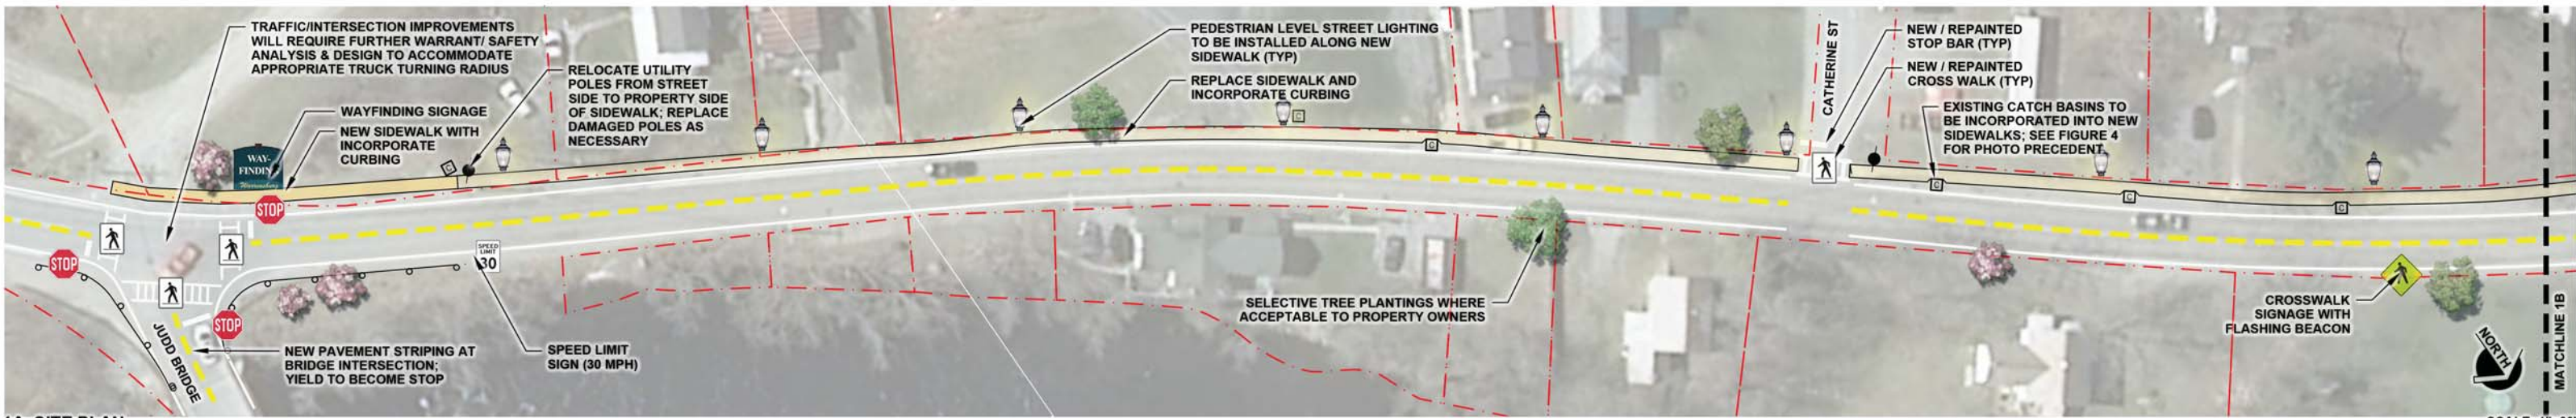 TRAFFIC/INTERSECTION IMPROVEMENTS
WILL REQUIRE FURTHER WARRANT/ SAFETY
ANALYSIS & DESIGN TO ACCOMMODATE
APPROPRIATE TRUCK TURNING RADIUS
WAYFINDING SIGNAGE
NEW SIDEWALK WITH
INCORPORATE
CURBING
RELOCATE UTILITY
POLES FROM STREET
SIDE TO PROPERTY SIDE
OF SIDEWALK; REPLACE
DAMAGED POLES AS
NECESSARY
WAY-
FINDING
Warrensburg
C
STOP
STOP
STOP
SPEED
LIMIT
30
JUDD BRIDGE
NEW PAVEMENT STRIPING AT
BRIDGE INTERSECTION;
YIELD TO BECOME STOP
SPEED LIMIT
SIGN (30 MPH)
PEDESTRIAN LEVEL STREET LIGHTING
TO BE INSTALLED ALONG NEW
SIDEWALK (TYP)
REPLACE SIDEWALK AND
INCORPORATE CURBING
C
C
SELECTIVE TREE PLANTINGS WHERE
ACCEPTABLE TO PROPERTY OWNERS
CATHERINE ST
NEW / REPAINTED
STOP BAR (TYP)
NEW / REPAINTED
CROSS WALK (TYP)
EXISTING CATCH BASINS TO
BE INCORPORATED INTO NEW
SIDEWALKS; SEE FIGURE 4
FOR PHOTO PRECEDENT
C
C
C
CROSSWALK
SIGNAGE WITH
FLASHING BEACON
NORTH
MATCHLINE 1B